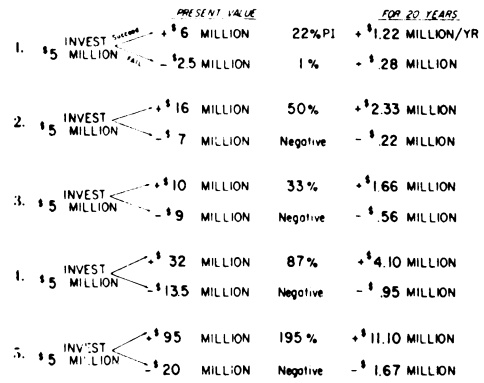 PRESENT VALUE FOR 20 YEARS
1. $5 INVEST MILLION SUCCEED + $6 MILLION 22% PI + $1.22 MILLION/YR
FAIL - $2.5 MILLION 1% + $.28 MILLION
2. $5 INVEST MILLION + $16 MILLION 50% + $2.33 MILLION
- $7 MILLION Negative - $.22 MILLION
3. $5 INVEST MILLION + $10 MILLION 33% + $1.66 MILLION
- $9 MILLION Negative - $.56 MILLION
4. $5 INVEST MILLION + $32 MILLION 87% + $4.10 MILLION
- $13.5 MILLION Negative - $.95 MILLION
5. $5 INVEST MILLION + $95 MILLION 195% + $11.10 MILLION
- $20 MILLION Negative - $1.67 MILLION